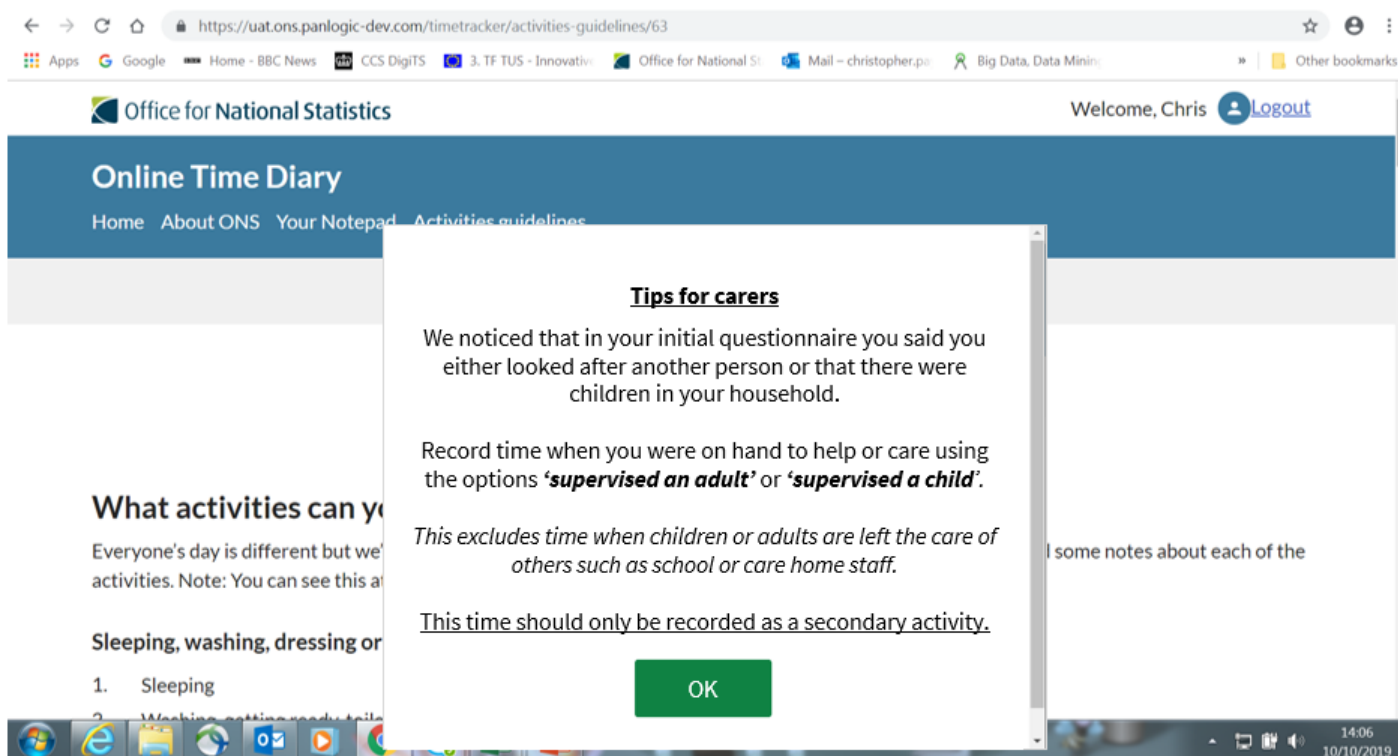 https://uat.ons.panlogic-dev.com/timetracker/activities-guidelines/63
Apps Google Home - BBC News CCS DigiTS 3. TF TUS - Innovativ Office for National St Mail – christopher.pa Big Data, Data Mining » Other bookmarks
Office for National Statistics Welcome, Chris Logout
Online Time Diary
Home About ONS Your Notepad Activities guidelines
Tips for carers
We noticed that in your initial questionnaire you said you
either looked after another person or that there were
children in your household.
Record time when you were on hand to help or care using
the options ‘supervised an adult’ or ‘supervised a child’.
This excludes time when children or adults are left the care of
others such as school or care home staff.
This time should only be recorded as a secondary activity.
OK
What activities can yo
Everyone's day is different but we' some notes about each of the
activities. Note: You can see this a
Sleeping, washing, dressing or
1. Sleeping
2. Washing, getting ready, toile
14:06
10/10/2019